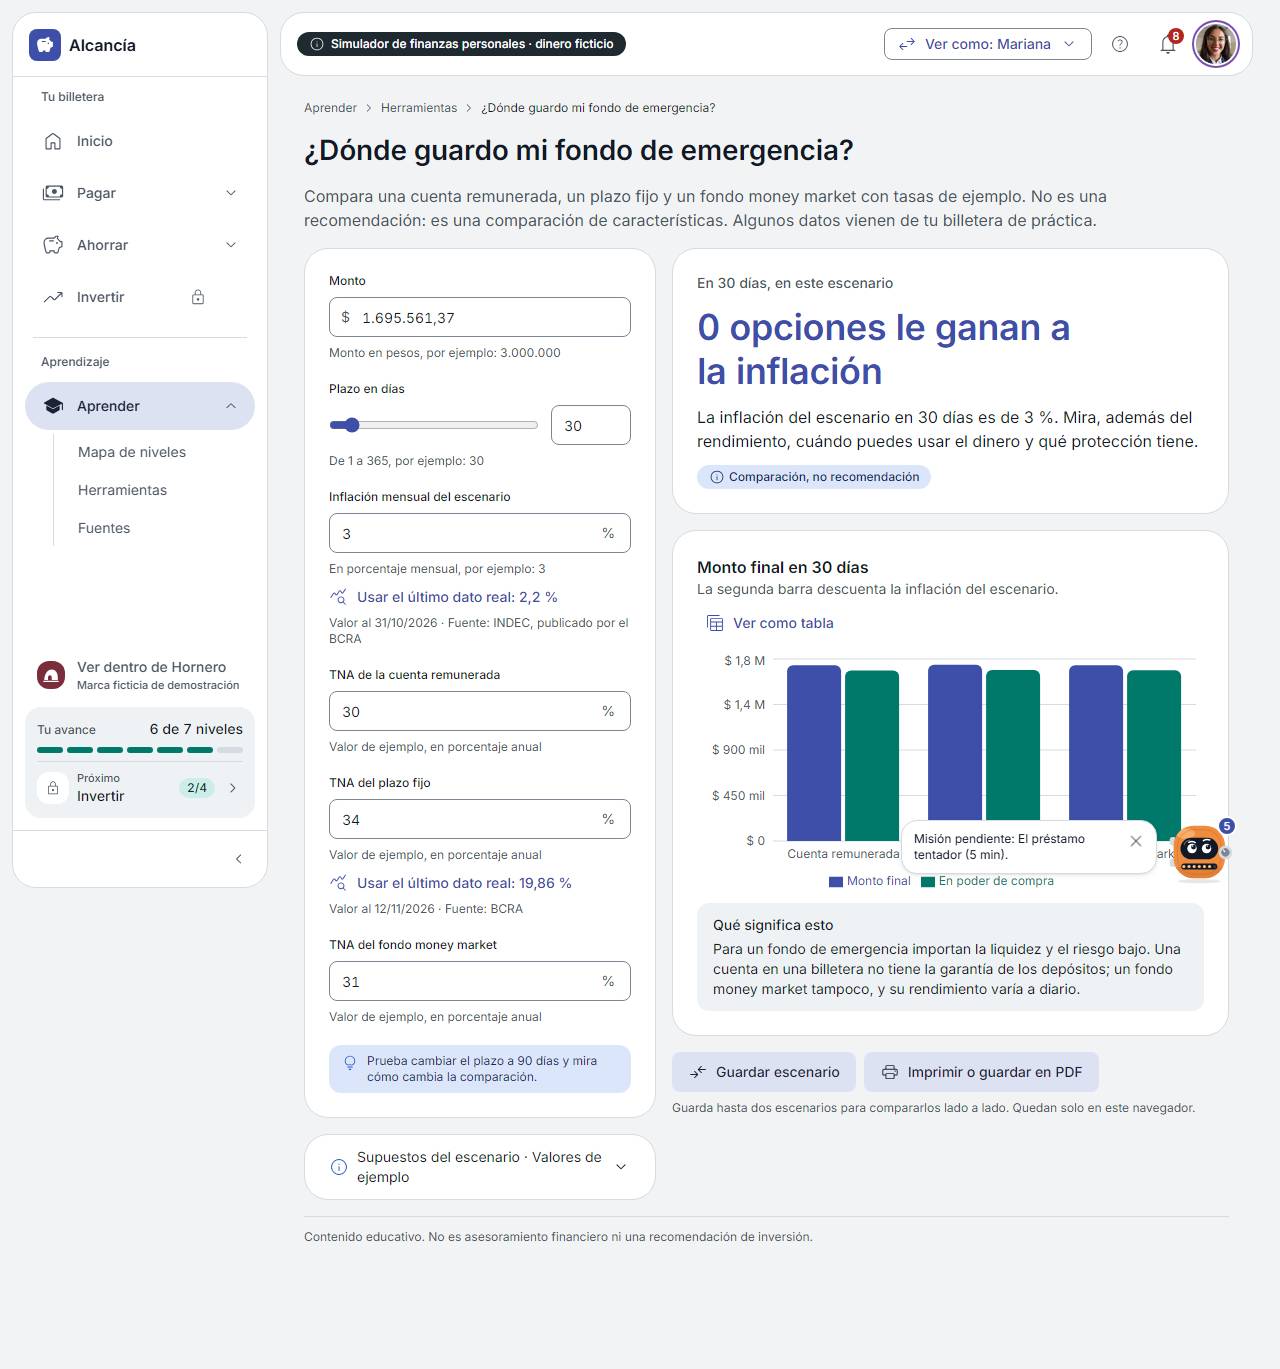 Alcancía
Tu billetera
Inicio
Pagar
Ahorrar
Invertir
Aprendizaje
Aprender
Mapa de niveles
Herramientas
Fuentes
Ver dentro de Hornero
Marca ficticia de demostración
Tu avance
6 de 7 niveles
Próximo
Invertir
2/4
Simulador de finanzas personales · dinero ficticio
Ver como: Mariana
8
Aprender
Herramientas
¿Dónde guardo mi fondo de emergencia?
¿Dónde guardo mi fondo de emergencia?
Compara una cuenta remunerada, un plazo fijo y un fondo money market con tasas de ejemplo. No es una
recomendación: es una comparación de características. Algunos datos vienen de tu billetera de práctica.
Monto
$ 1.695.561,37
Monto en pesos, por ejemplo: 3.000.000
Plazo en días
30
De 1 a 365, por ejemplo: 30
Inflación mensual del escenario
3 %
En porcentaje mensual, por ejemplo: 3
Usar el último dato real: 2,2 %
Valor al 31/10/2026 · Fuente: INDEC, publicado por el
BCRA
TNA de la cuenta remunerada
30 %
Valor de ejemplo, en porcentaje anual
TNA del plazo fijo
34 %
Valor de ejemplo, en porcentaje anual
Usar el último dato real: 19,86 %
Valor al 12/11/2026 · Fuente: BCRA
TNA del fondo money market
31 %
Valor de ejemplo, en porcentaje anual
Prueba cambiar el plazo a 90 días y mira
cómo cambia la comparación.
Supuestos del escenario · Valores de
ejemplo
En 30 días, en este escenario
0 opciones le ganan a
la inflación
La inflación del escenario en 30 días es de 3 %. Mira, además del
rendimiento, cuándo puedes usar el dinero y qué protección tiene.
Comparación, no recomendación
Monto final en 30 días
La segunda barra descuenta la inflación del escenario.
Ver como tabla
$ 1,8 M
$ 1,4 M
$ 900 mil
$ 450 mil
$ 0
Cuenta remunerada
Misión pendiente: El préstamo
tentador (5 min).
5
Monto final
En poder de compra
Qué significa esto
Para un fondo de emergencia importan la liquidez y el riesgo bajo. Una
cuenta en una billetera no tiene la garantía de los depósitos; un fondo
money market tampoco, y su rendimiento varía a diario.
Guardar escenario
Imprimir o guardar en PDF
Guarda hasta dos escenarios para compararlos lado a lado. Quedan solo en este navegador.
Contenido educativo. No es asesoramiento financiero ni una recomendación de inversión.